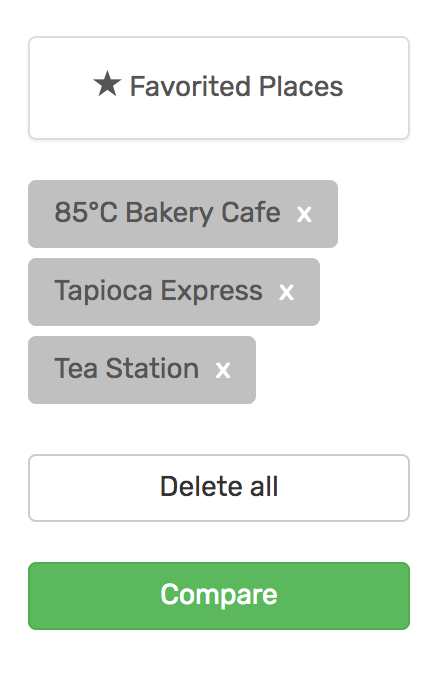 ★ Favorited Places
85°C Bakery Cafe x
Tapioca Express x
Tea Station x
Delete all
Compare